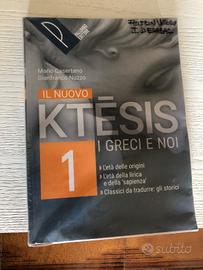 Mario Casertano
Gianfranco Nuzzo
IL NUOVO
KTĒSIS
I GRECI E NOI
1
L'età delle origini
L'età della lirica
e della 'sapienza'
Classici da tradurre: gli storici
subito